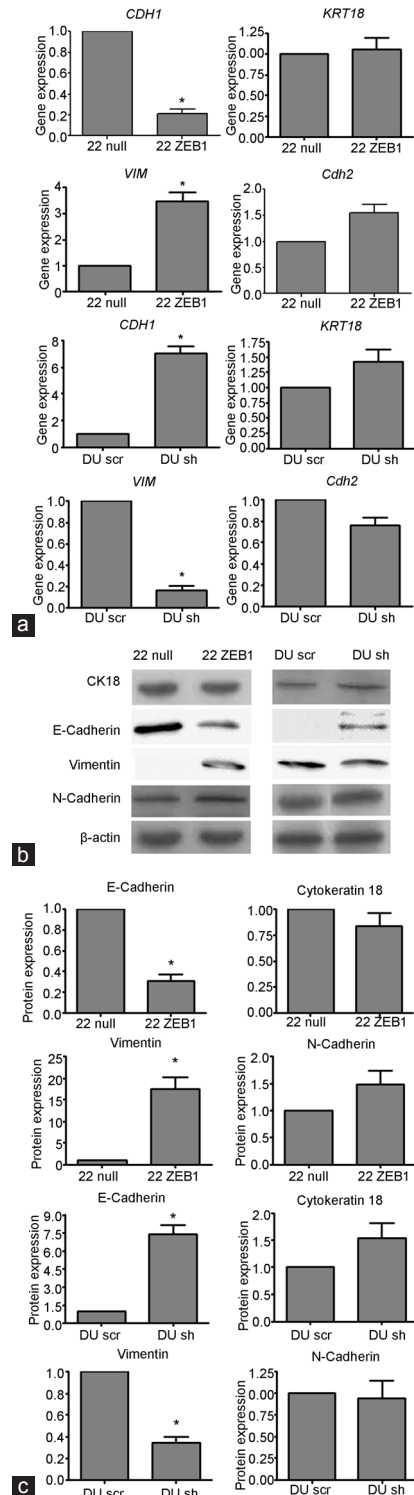 CDH1
Gene expression
1.0
0.8
0.6
0.4
0.2
0.0
*
22 null 22 ZEB1
KRT18
Gene expression
1.25
1.00
0.75
0.50
0.25
0.00
22 null 22 ZEB1
VIM
Gene expression
4
3
2
1
0
*
22 null 22 ZEB1
Cdh2
Gene expression
2.0
1.5
1.0
0.5
0.0
22 null 22 ZEB1
CDH1
Gene expression
8
6
4
2
0
*
DU scr DU sh
KRT18
Gene expression
1.75
1.50
1.25
1.00
0.75
0.50
0.25
0.00
DU scr DU sh
VIM
Gene expression
1.0
0.8
0.6
0.4
0.2
0.0
*
DU scr DU sh
Cdh2
Gene expression
1.0
0.8
0.6
0.4
0.2
0.0
DU scr DU sh
a
22 null 22 ZEB1 DU scr DU sh
CK18
E-Cadherin
Vimentin
N-Cadherin
β-actin
b
E-Cadherin
Protein expression
1.0
0.8
0.6
0.4
0.2
0.0
*
22 null 22 ZEB1
Cytokeratin 18
Protein expression
1.00
0.75
0.50
0.25
0.00
22 null 22 ZEB1
Vimentin
Protein expression
25
20
15
10
5
0
*
22 null 22 ZEB1
N-Cadherin
Protein expression
2.0
1.5
1.0
0.5
0.0
22 null 22 ZEB1
E-Cadherin
Protein expression
9.0
7.5
6.0
4.5
3.0
1.5
0.0
*
DU scr DU sh
Cytokeratin 18
Protein expression
2.0
1.5
1.0
0.5
0.0
DU scr DU sh
Vimentin
Protein expression
1.0
0.8
0.6
0.4
0.2
0.0
*
DU scr DU sh
N-Cadherin
Protein expression
1.25
0.00
0.75
0.50
0.25
0.00
DU scr DU sh
c